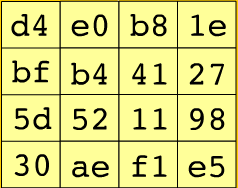 d4 e0 b8 1e
bf b4 41 27
5d 52 11 98
30 ae f1 e5